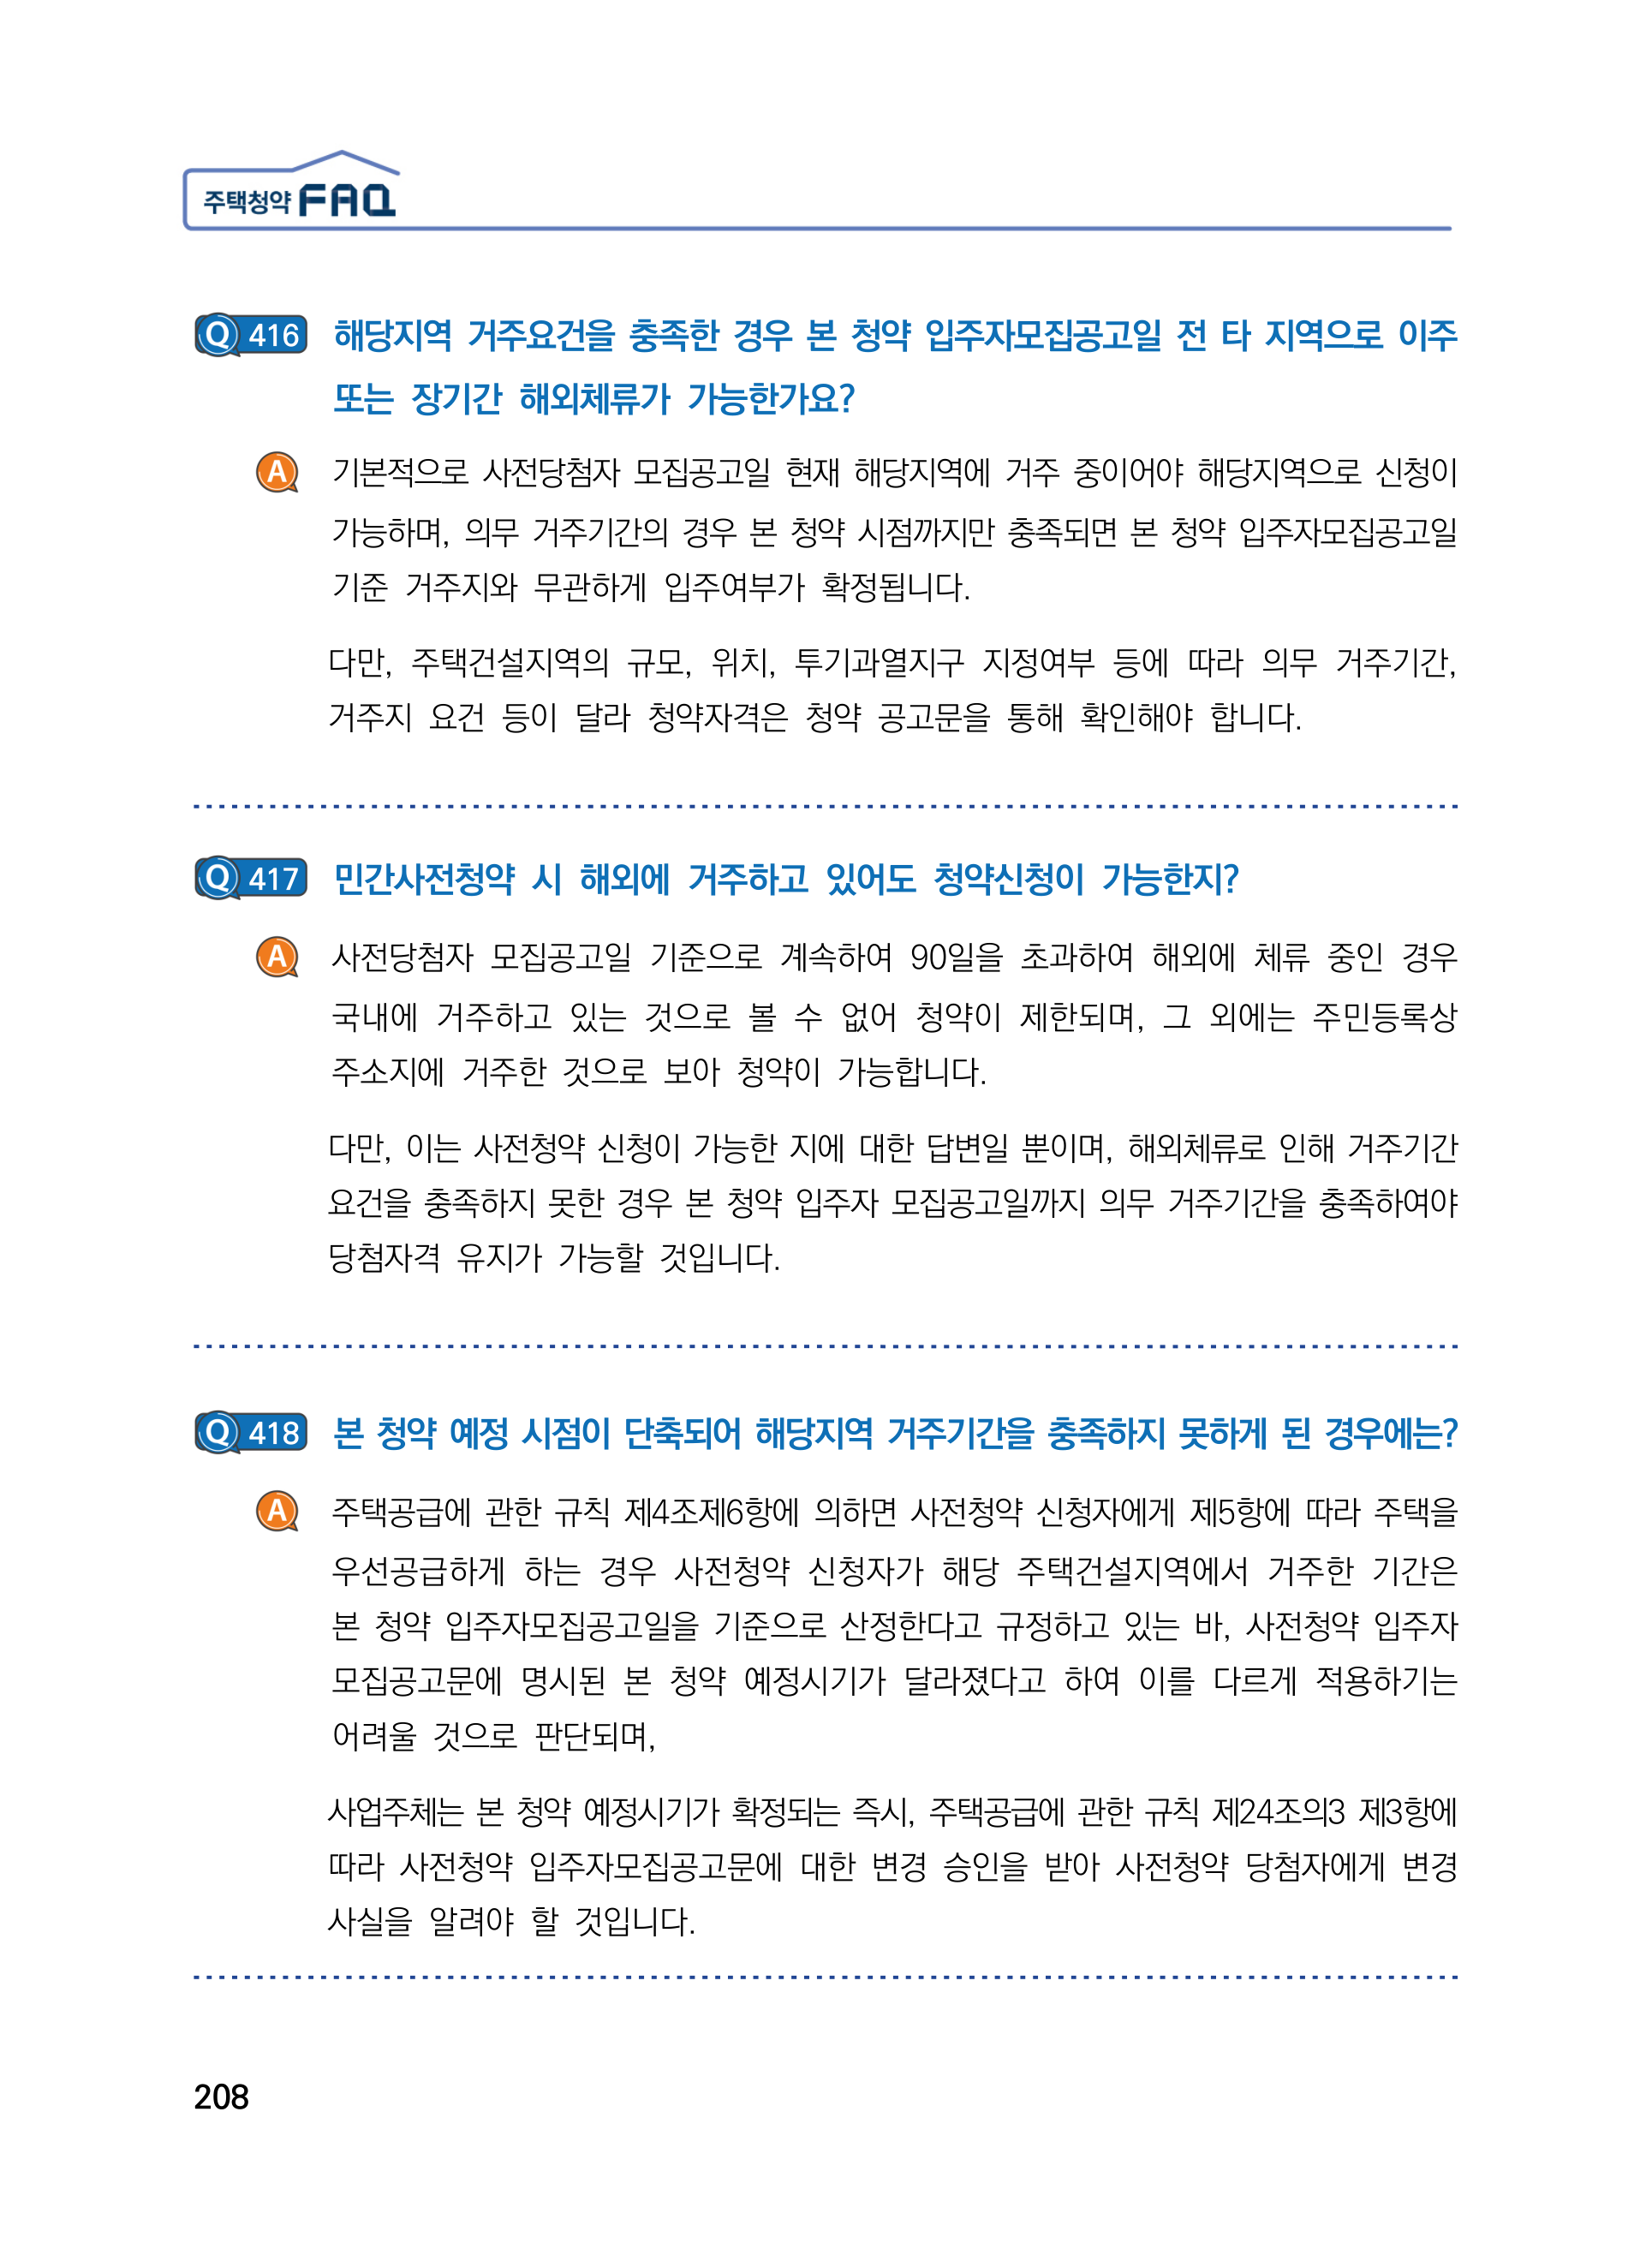 주택청약 FAQ
Q 416 해당지역 거주요건을 충족한 경우 본 청약 입주자모집공고일 전 타 지역으로 이주
또는 장기간 해외체류가 가능한가요?
A 기본적으로 사전당첨자 모집공고일 현재 해당지역에 거주 중이어야 해당지역으로 신청이
가능하며, 의무 거주기간의 경우 본 청약 시점까지만 충족되면 본 청약 입주자모집공고일
기준 거주지와 무관하게 입주여부가 확정됩니다.
다만, 주택건설지역의 규모, 위치, 투기과열지구 지정여부 등에 따라 의무 거주기간,
거주지 요건 등이 달라 청약자격은 청약 공고문을 통해 확인해야 합니다.
Q 417 민간사전청약 시 해외에 거주하고 있어도 청약신청이 가능한지?
A 사전당첨자 모집공고일 기준으로 계속하여 90일을 초과하여 해외에 체류 중인 경우
국내에 거주하고 있는 것으로 볼 수 없어 청약이 제한되며, 그 외에는 주민등록상
주소지에 거주한 것으로 보아 청약이 가능합니다.
다만, 이는 사전청약 신청이 가능한 지에 대한 답변일 뿐이며, 해외체류로 인해 거주기간
요건을 충족하지 못한 경우 본 청약 입주자 모집공고일까지 의무 거주기간을 충족하여야
당첨자격 유지가 가능할 것입니다.
Q 418 본 청약 예정 시점이 단축되어 해당지역 거주기간을 충족하지 못하게 된 경우에는?
A 주택공급에 관한 규칙 제4조제6항에 의하면 사전청약 신청자에게 제5항에 따라 주택을
우선공급하게 하는 경우 사전청약 신청자가 해당 주택건설지역에서 거주한 기간은
본 청약 입주자모집공고일을 기준으로 산정한다고 규정하고 있는 바, 사전청약 입주자
모집공고문에 명시된 본 청약 예정시기가 달라졌다고 하여 이를 다르게 적용하기는
어려울 것으로 판단되며,
사업주체는 본 청약 예정시기가 확정되는 즉시, 주택공급에 관한 규칙 제24조의3 제3항에
따라 사전청약 입주자모집공고문에 대한 변경 승인을 받아 사전청약 당첨자에게 변경
사실을 알려야 할 것입니다.
208